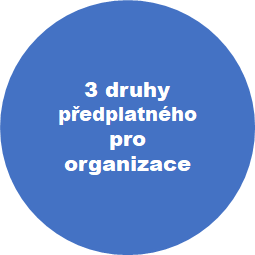 3 druhy
předplatného
pro
organizace